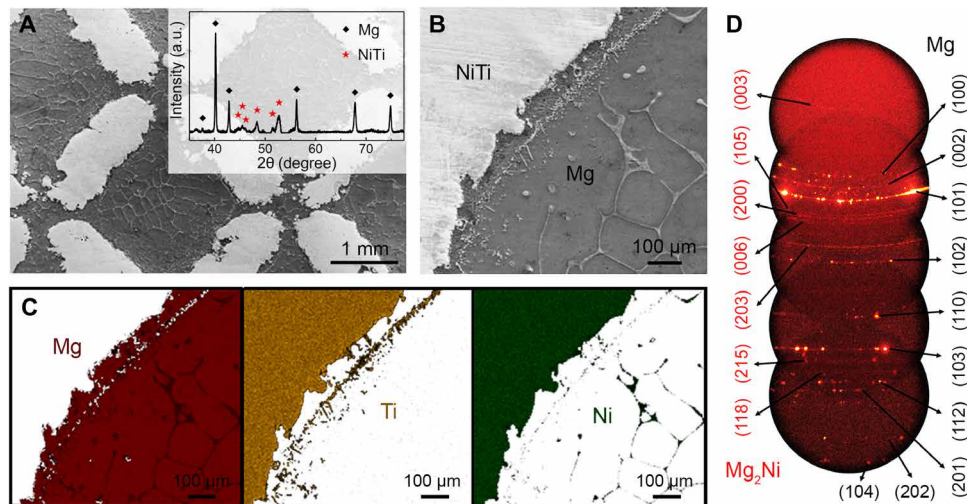 A
Intensity (a.u.)
Mg
NiTi
40
50
60
70
2θ (degree)
1 mm
B
NiTi
Mg
100 μm
C
Mg
100 μm
Ti
100 μm
Ni
100 μm
D
Mg
(003)
(105)
(200)
(006)
(203)
(215)
(118)
Mg₂Ni
(100)
(002)
(101)
(102)
(110)
(103)
(112)
(201)
(104)
(202)